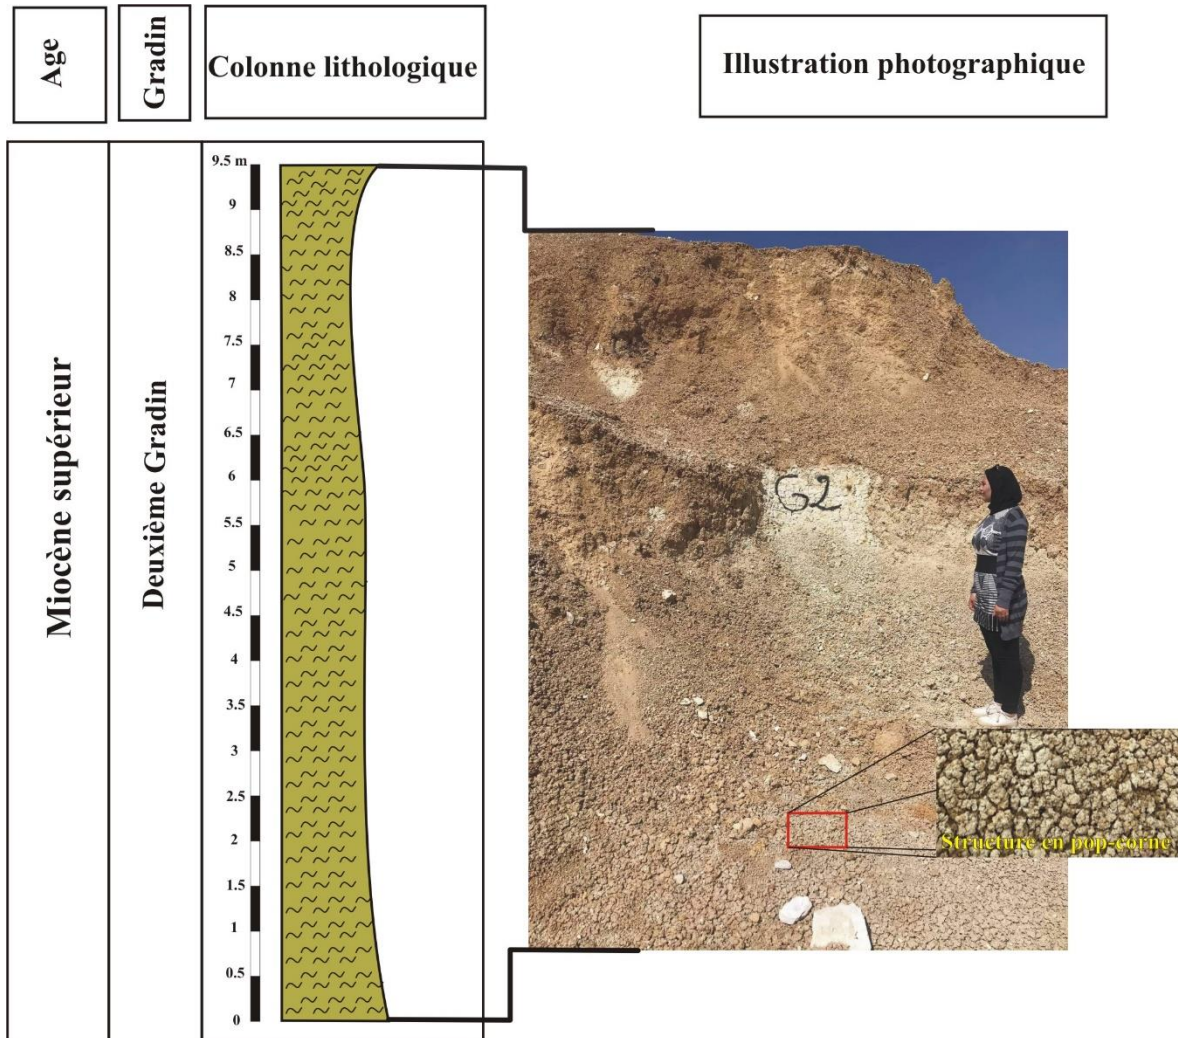 Age
Gradin
Colonne lithologique
Illustration photographique
Miocène supérieur
Deuxième Gradin
9.5 m
9
8.5
8
7.5
7
6.5
6
5.5
5
4.5
4
3.5
3
2.5
2
1.5
1
0.5
0
G2
Structure en pop-corne